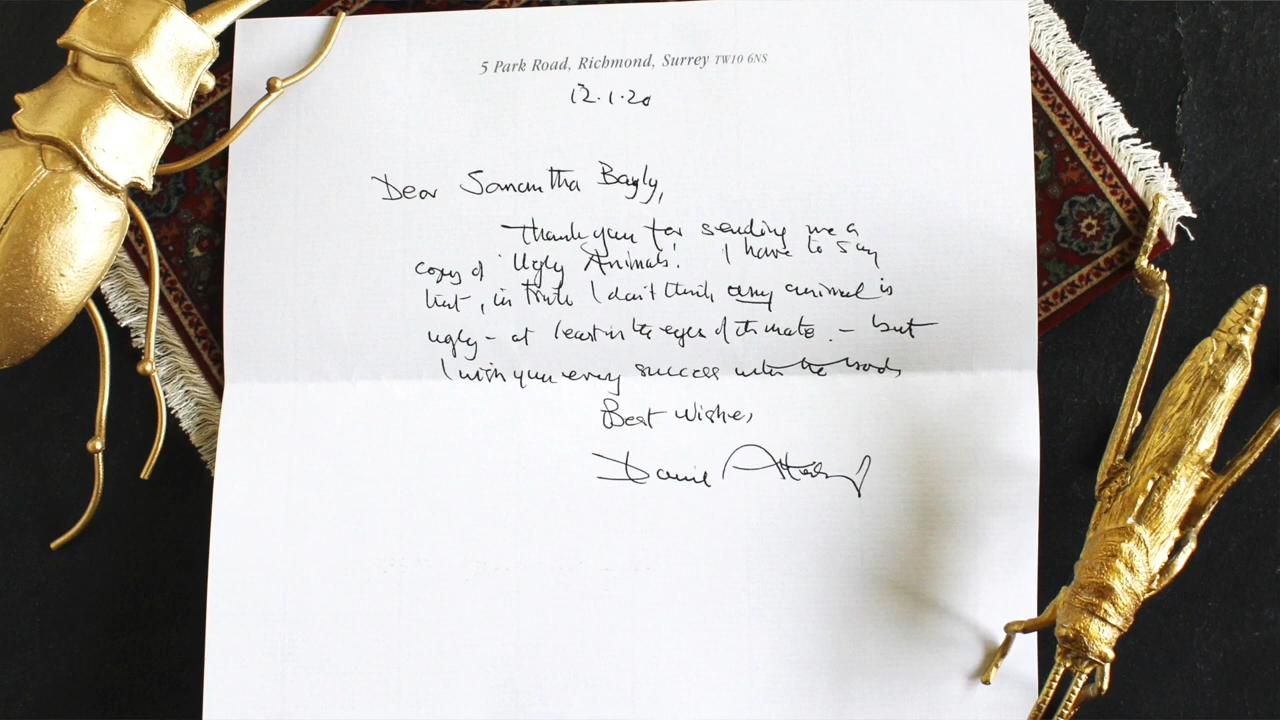 5 Park Road, Richmond, Surrey TW10 6NS
12.1.20
Dear Samantha Bagly,
Thank you for sending me a
copy of 'Ugly Animals'. I have to say
that, in truth I don't think any animal is
ugly – at least in the eyes of its mate. – but
I wish you every success with the book
Best Wishes,
David Attenborough